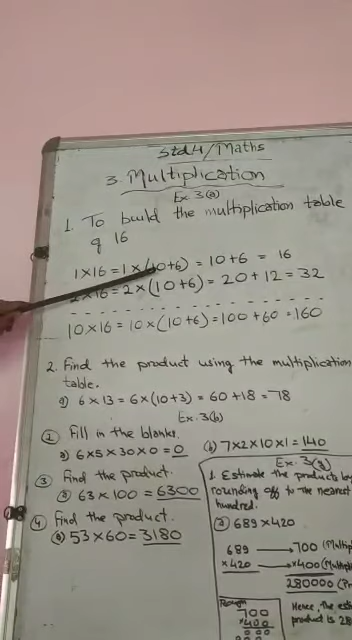 Std 4/Maths
3. Multiplication
Ex. 3(a)
1. To build the multiplication table
of 16
1×16 = 1×(10+6) = 10+6 = 16
2×16 = 2×(10+6) = 20+12 = 32
10×16 = 10×(10+6) = 100+60 = 160
2. Find the product using the multiplication
table.
a) 6×13 = 6×(10+3) = 60+18 = 78
Ex. 3(b)
② Fill in the blanks.
a) 6×5×30×0 = 0 (b) 7×2×10×1 = 140
③ Find the product.
a) 63×100 = 6300
④ Find the product.
(a) 53×60 = 3180
Ex. 3(g)
1. Estimate the products by
rounding off to the nearest
hundred.
a) 689×420
689 → 700
×420 → ×400
280000
Rough
700
×400
Hence, the
product is